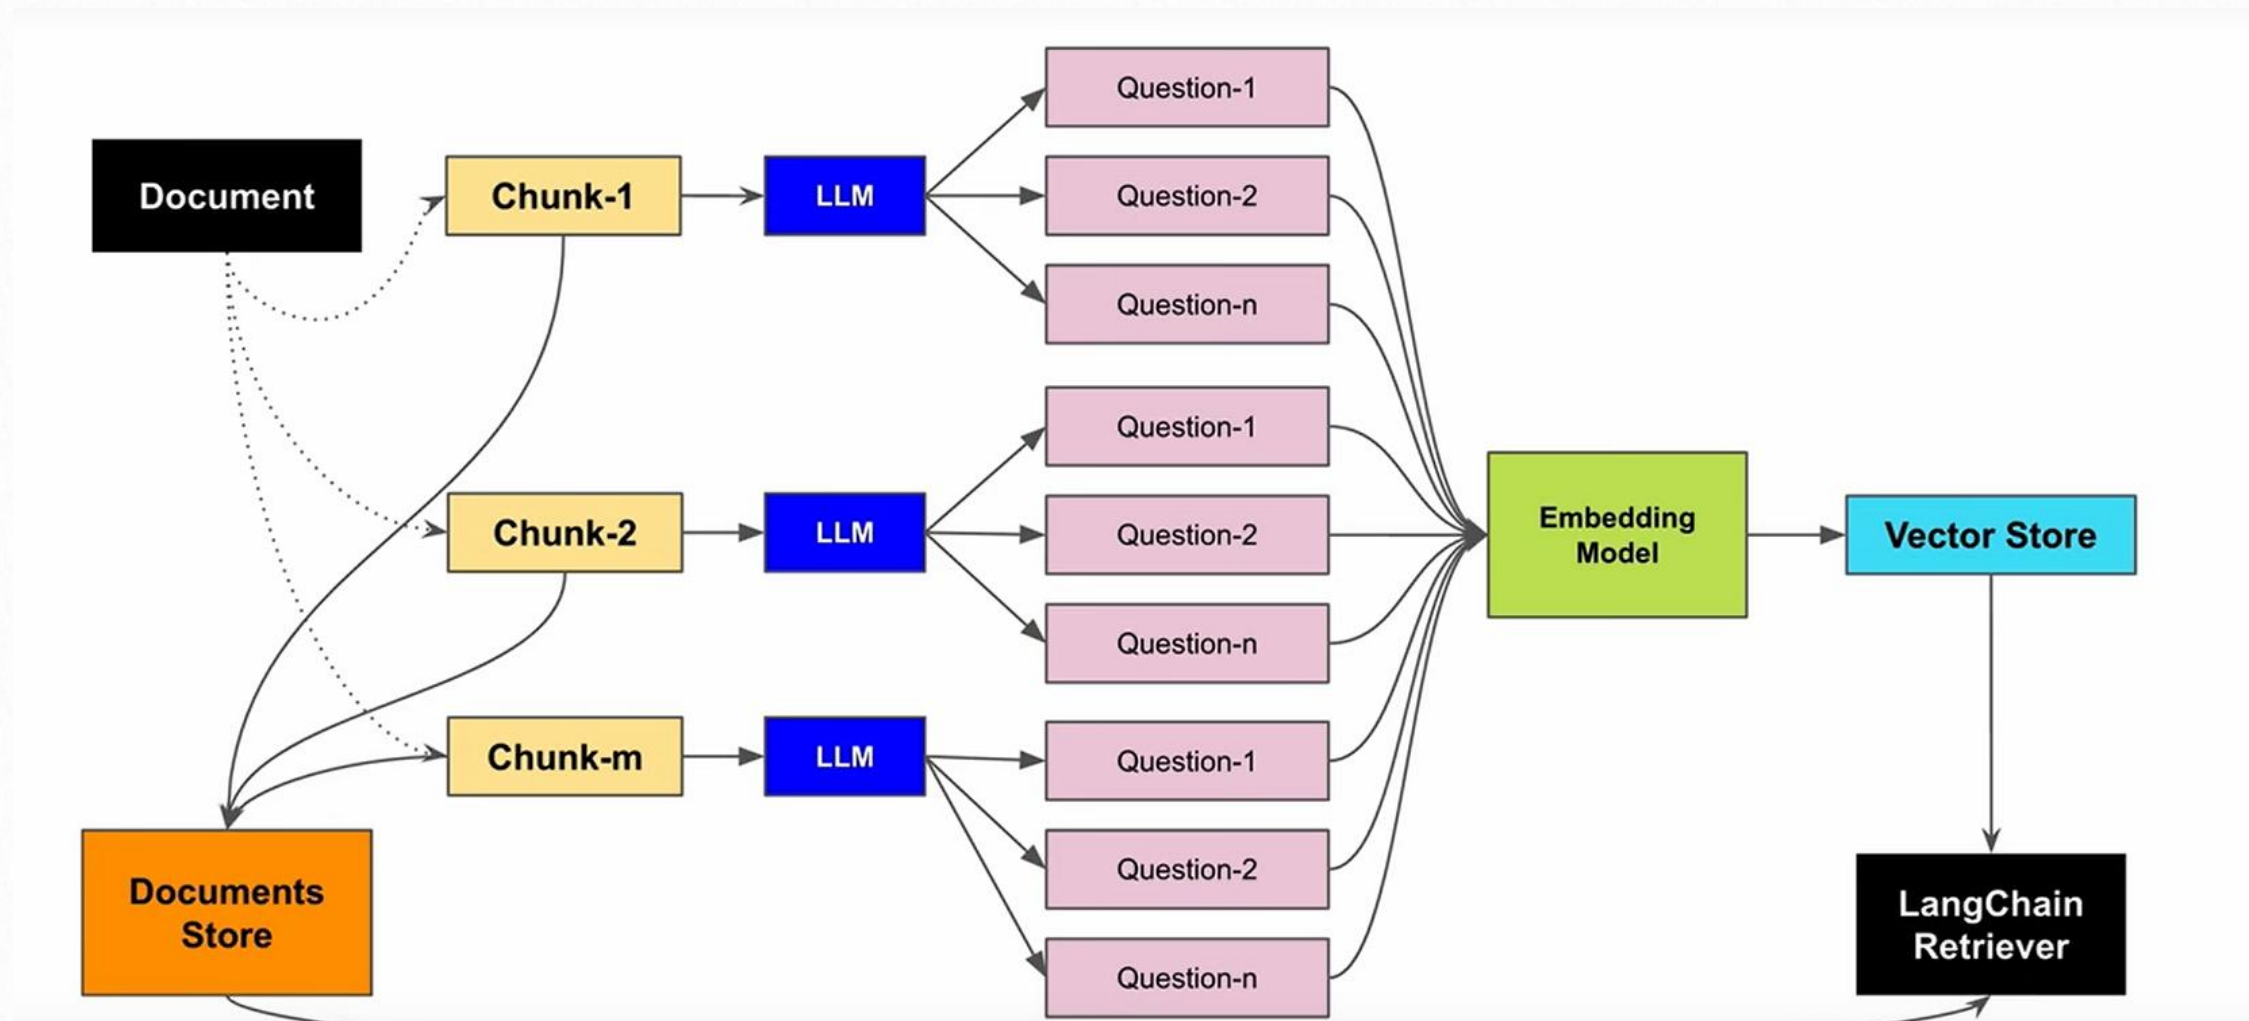 Document
Chunk-1
LLM
Question-1
Question-2
Question-n
Chunk-2
LLM
Question-1
Question-2
Question-n
Chunk-m
LLM
Question-1
Question-2
Question-n
Embedding
Model
Vector Store
Documents
Store
LangChain
Retriever